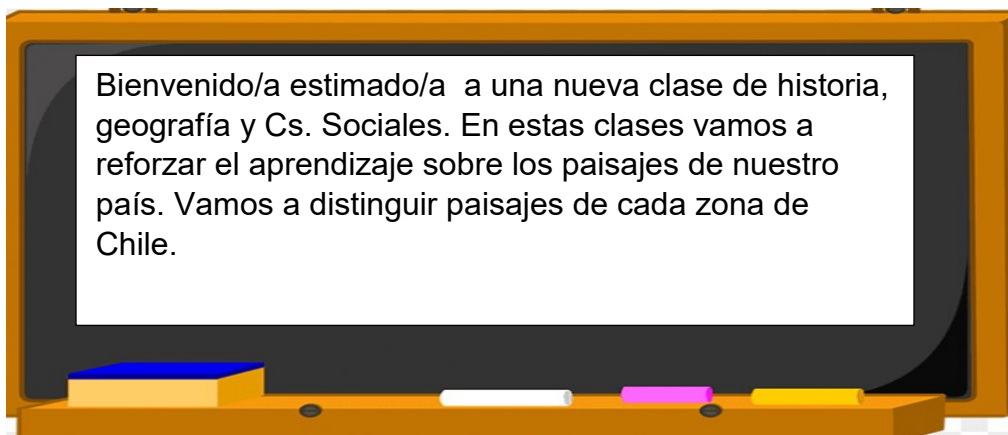 Bienvenido/a estimado/a  a una nueva clase de historia,
geografía y Cs. Sociales. En estas clases vamos a
reforzar el aprendizaje sobre los paisajes de nuestro
país. Vamos a distinguir paisajes de cada zona de
Chile.